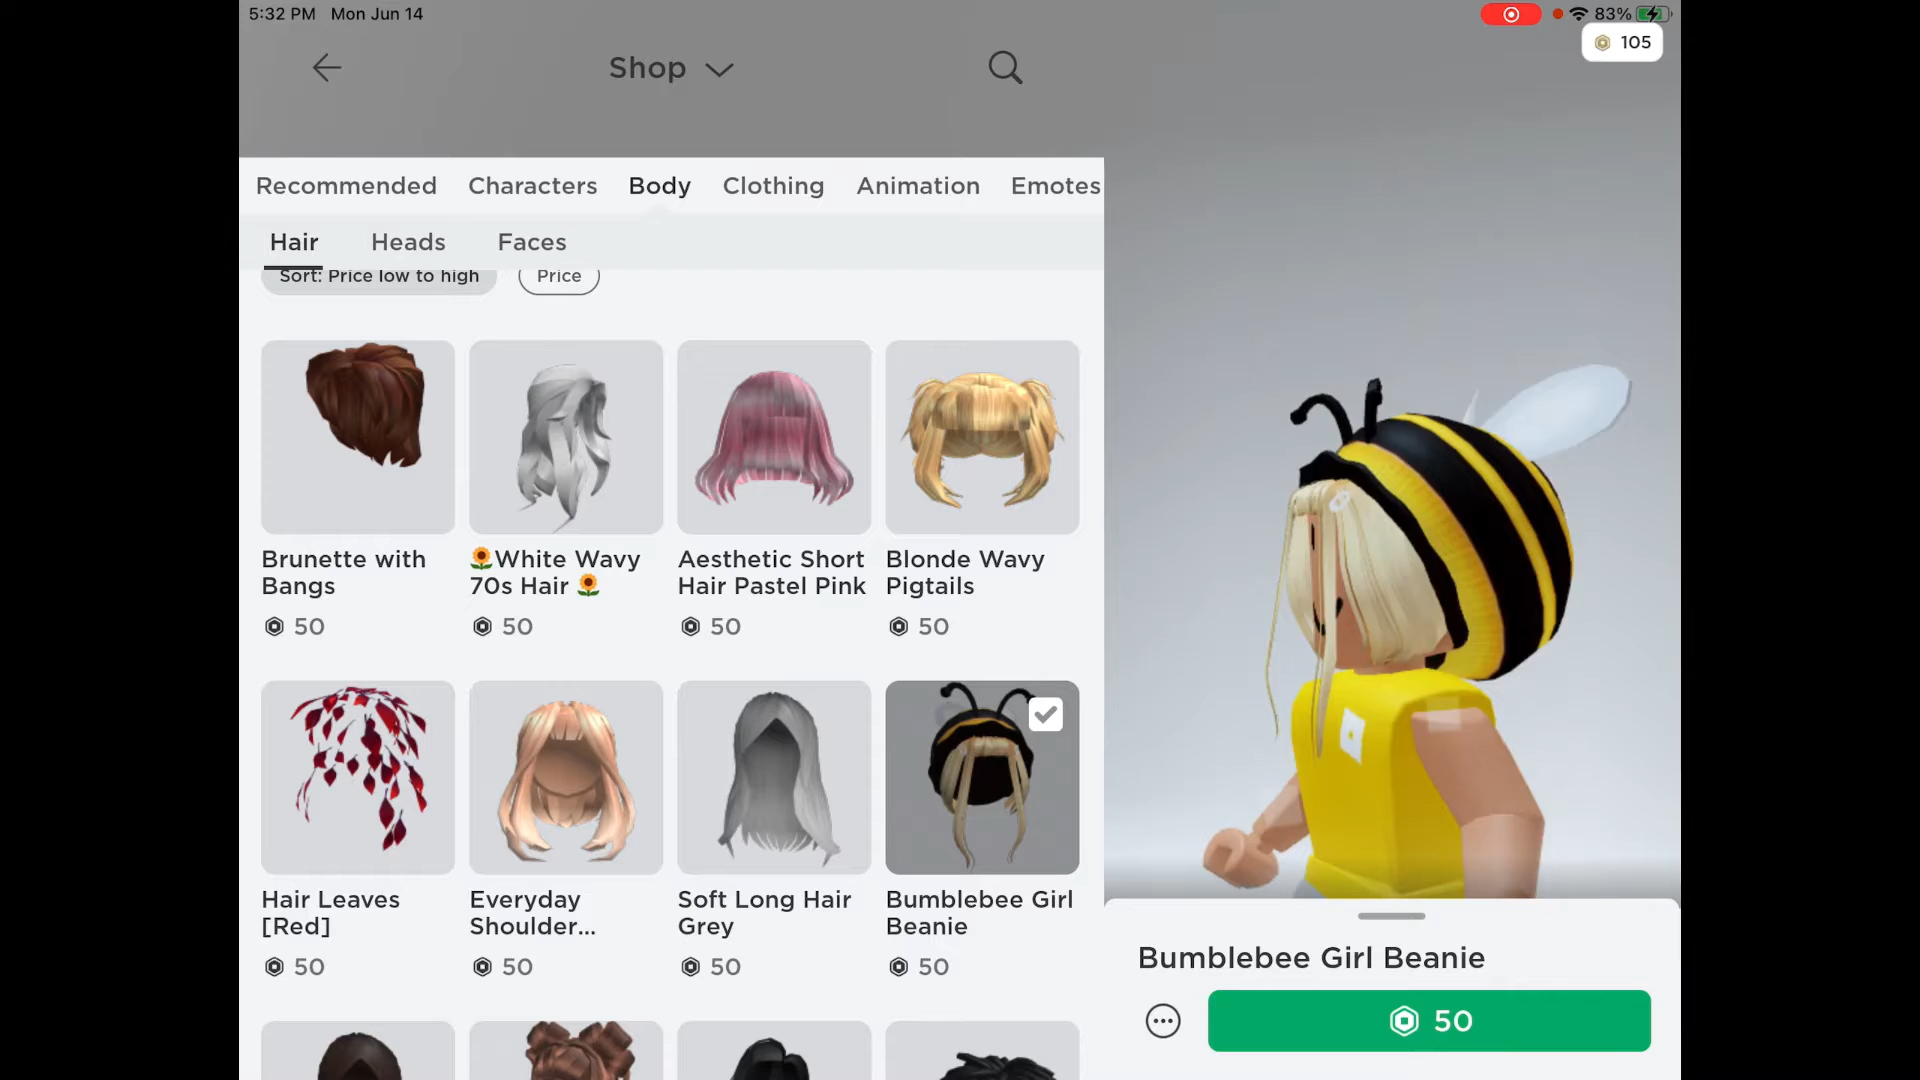 5:32 PM Mon Jun 14
83%
105
Shop
Recommended Characters Body Clothing Animation Emotes
Hair Heads Faces
Sort: Price low to high Price
Brunette with Bangs
50
🌻White Wavy 70s Hair 🌻
50
Aesthetic Short Hair Pastel Pink
50
Blonde Wavy Pigtails
50
Hair Leaves [Red]
50
Everyday Shoulder...
50
Soft Long Hair Grey
50
Bumblebee Girl Beanie
50
Bumblebee Girl Beanie
50